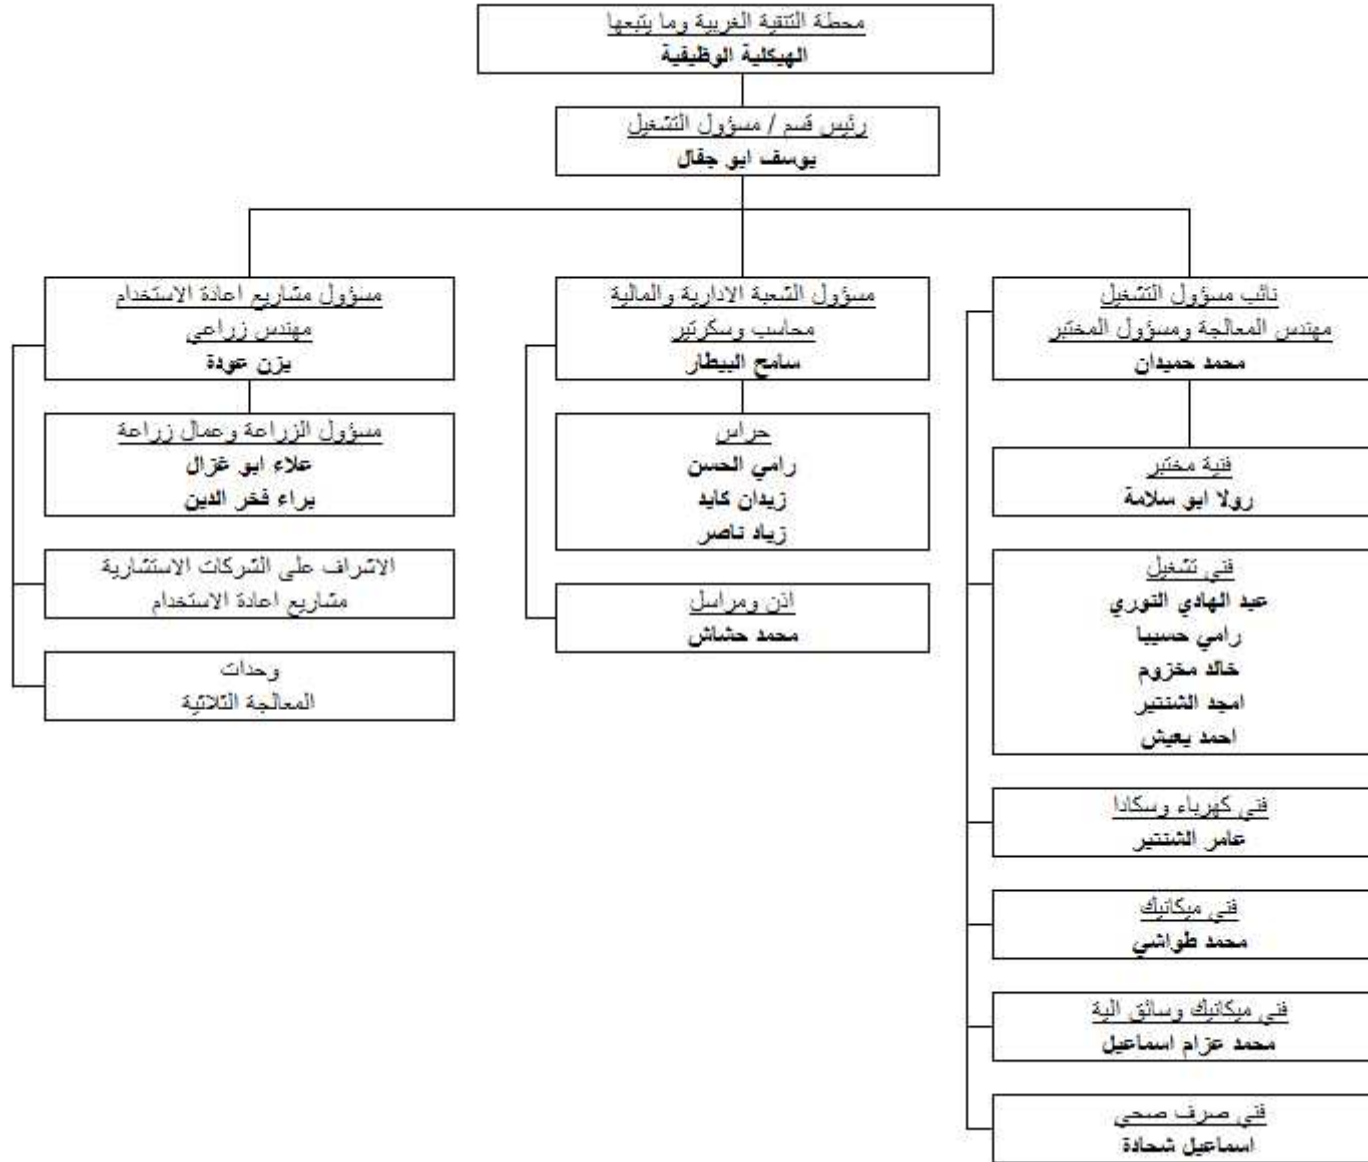 محطة التنقية الغربية وما يتبعها
الهيكلية الوظيفية
رئيس قسم / مسؤول التشغيل
يوسف ابو جفال
نائب مسؤول التشغيل
مهندس المعالجة ومسؤول المختبر
محمد حميدان
فنية مختبر
رولا ابو سلامة
فني تشغيل
عبد الهادي التوري
رامي حسيبا
خالد مخزوم
امجد الشنتير
احمد يعيش
فني كهرباء وسكادا
عامر الشنتير
فني ميكانيك
محمد طواشي
فني ميكانيك وسائق الية
محمد عزام اسماعيل
فني صرف صحي
اسماعيل شحادة
مسؤول الشعبة الادارية والمالية
محاسب وسكرتير
سامح البيطار
حراس
رامي الحسن
زيدان كايد
زياد ناصر
اذن ومراسل
محمد حشاش
مسؤول مشاريع اعادة الاستخدام
مهندس زراعي
يزن عودة
مسؤول الزراعة وعمال زراعة
علاء ابو غزال
براء فخر الدين
الاشراف على الشركات الاستشارية
مشاريع اعادة الاستخدام
وحدات
المعالجة الثلاثية